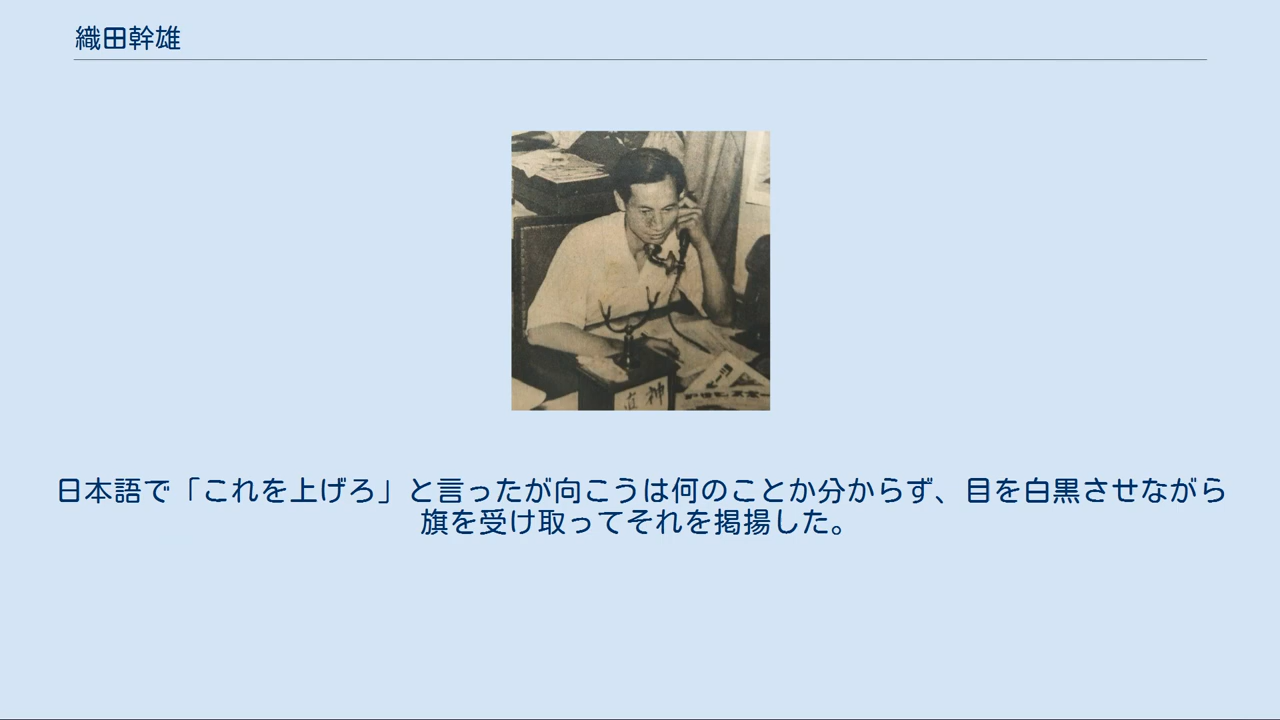 織田幹雄
神
日本語で「これを上げろ」と言ったが向こうは何のことか分からず、目を白黒させながら
旗を受け取ってそれを掲揚した。